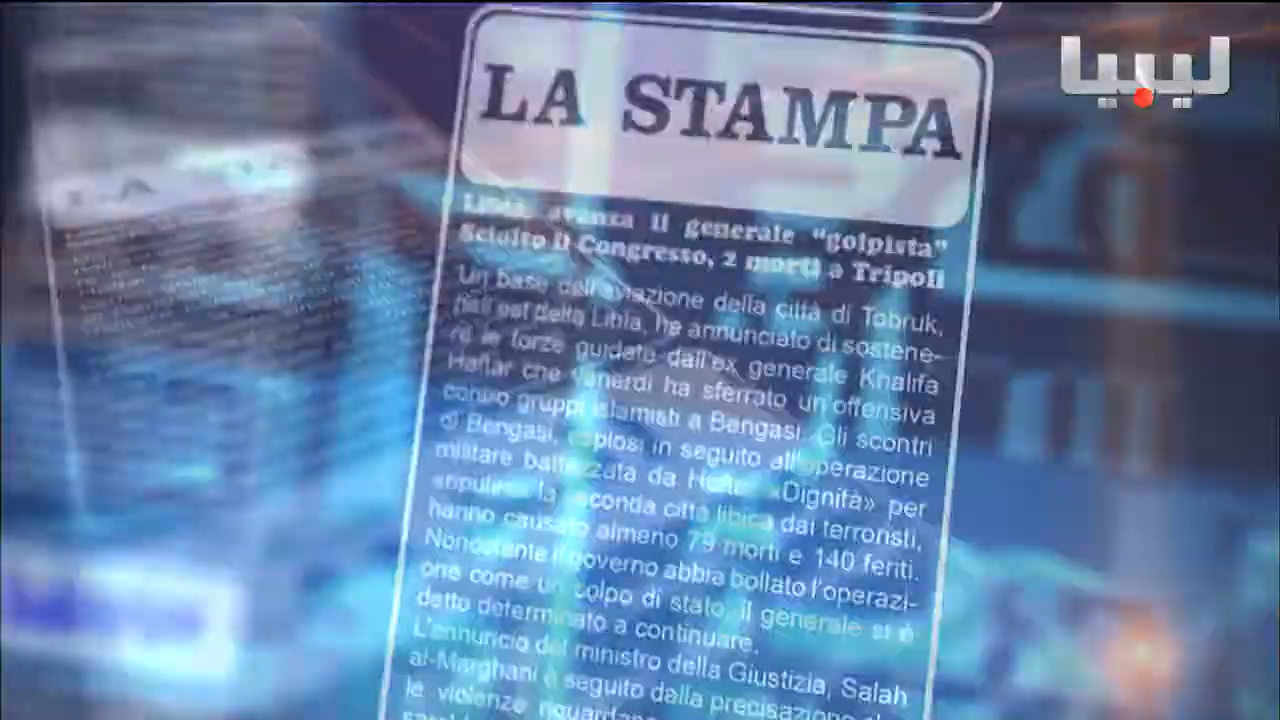 ليبيا
LA STAMPA
Libia, avanza il generale "golpista"
Sciolto il Congresso, 2 morti a Tripoli
Un base dell'aviazione della città di Tobruk,
nell'est della Libia, ha annunciato di sostene-
re le forze guidate dall'ex generale Khalifa
Haftar che venerdì ha sferrato un'offensiva
contro gruppi islamisti a Bengasi. Gli scontri
di Bengasi, esplosi in seguito all'operazione
militare battezzata da Haftar «Dignità» per
ripulire la seconda città libica dai terroristi,
hanno causato almeno 79 morti e 140 feriti.
Nonostante il governo abbia bollato l'operazi-
one come un colpo di stato, il generale si è
detto determinato a continuare.
L'annuncio del ministro della Giustizia, Salah
al-Marghani è seguito dalla precisazione
le violenze riguardano